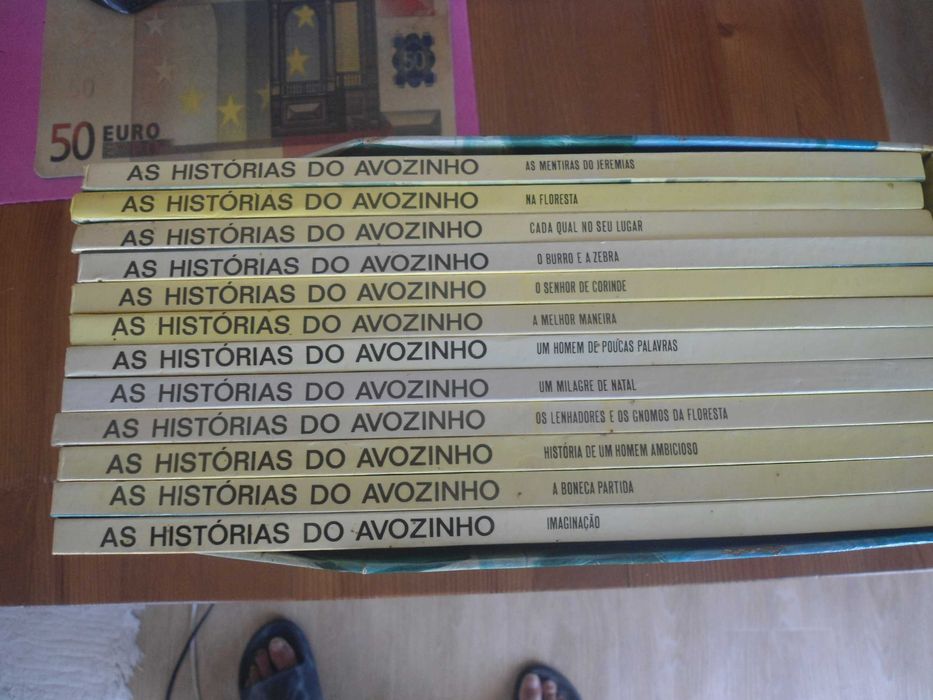 50 EURO
50
AS HISTÓRIAS DO AVOZINHO AS MENTIRAS DO JEREMIAS
AS HISTÓRIAS DO AVOZINHO NA FLORESTA
AS HISTÓRIAS DO AVOZINHO CADA QUAL NO SEU LUGAR
AS HISTÓRIAS DO AVOZINHO O BURRO E A ZEBRA
AS HISTÓRIAS DO AVOZINHO O SENHOR DE CORINDE
AS HISTÓRIAS DO AVOZINHO A MELHOR MANEIRA
AS HISTÓRIAS DO AVOZINHO UM HOMEM DE POUCAS PALAVRAS
AS HISTÓRIAS DO AVOZINHO UM MILAGRE DE NATAL
AS HISTÓRIAS DO AVOZINHO OS LENHADORES E OS GNOMOS DA FLORESTA
AS HISTÓRIAS DO AVOZINHO HISTÓRIA DE UM HOMEM AMBICIOSO
AS HISTÓRIAS DO AVOZINHO A BONECA PARTIDA
AS HISTÓRIAS DO AVOZINHO IMAGINAÇÃO